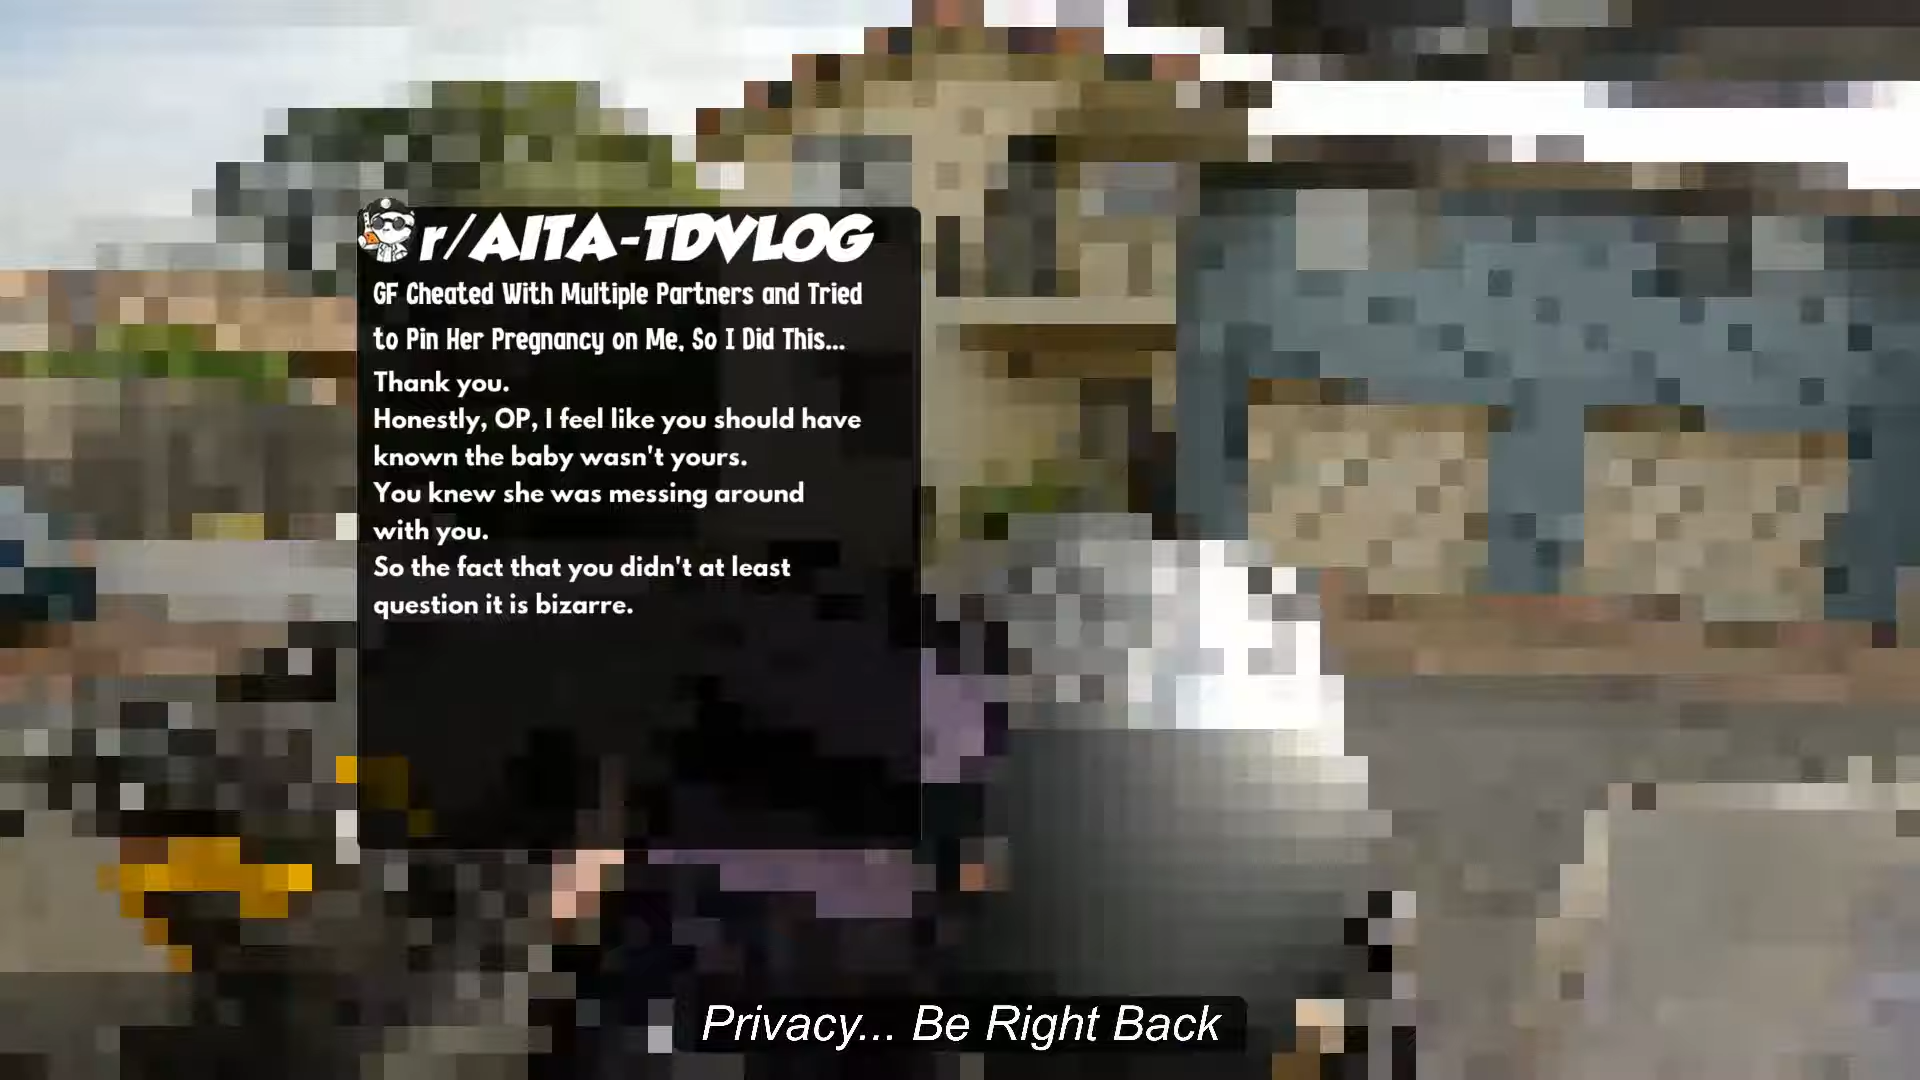 r/AITA-TDVLOG
GF Cheated With Multiple Partners and Tried
to Pin Her Pregnancy on Me, So I Did This...
Thank you.
Honestly, OP, I feel like you should have
known the baby wasn't yours.
You knew she was messing around
with you.
So the fact that you didn't at least
question it is bizarre.
Privacy... Be Right Back